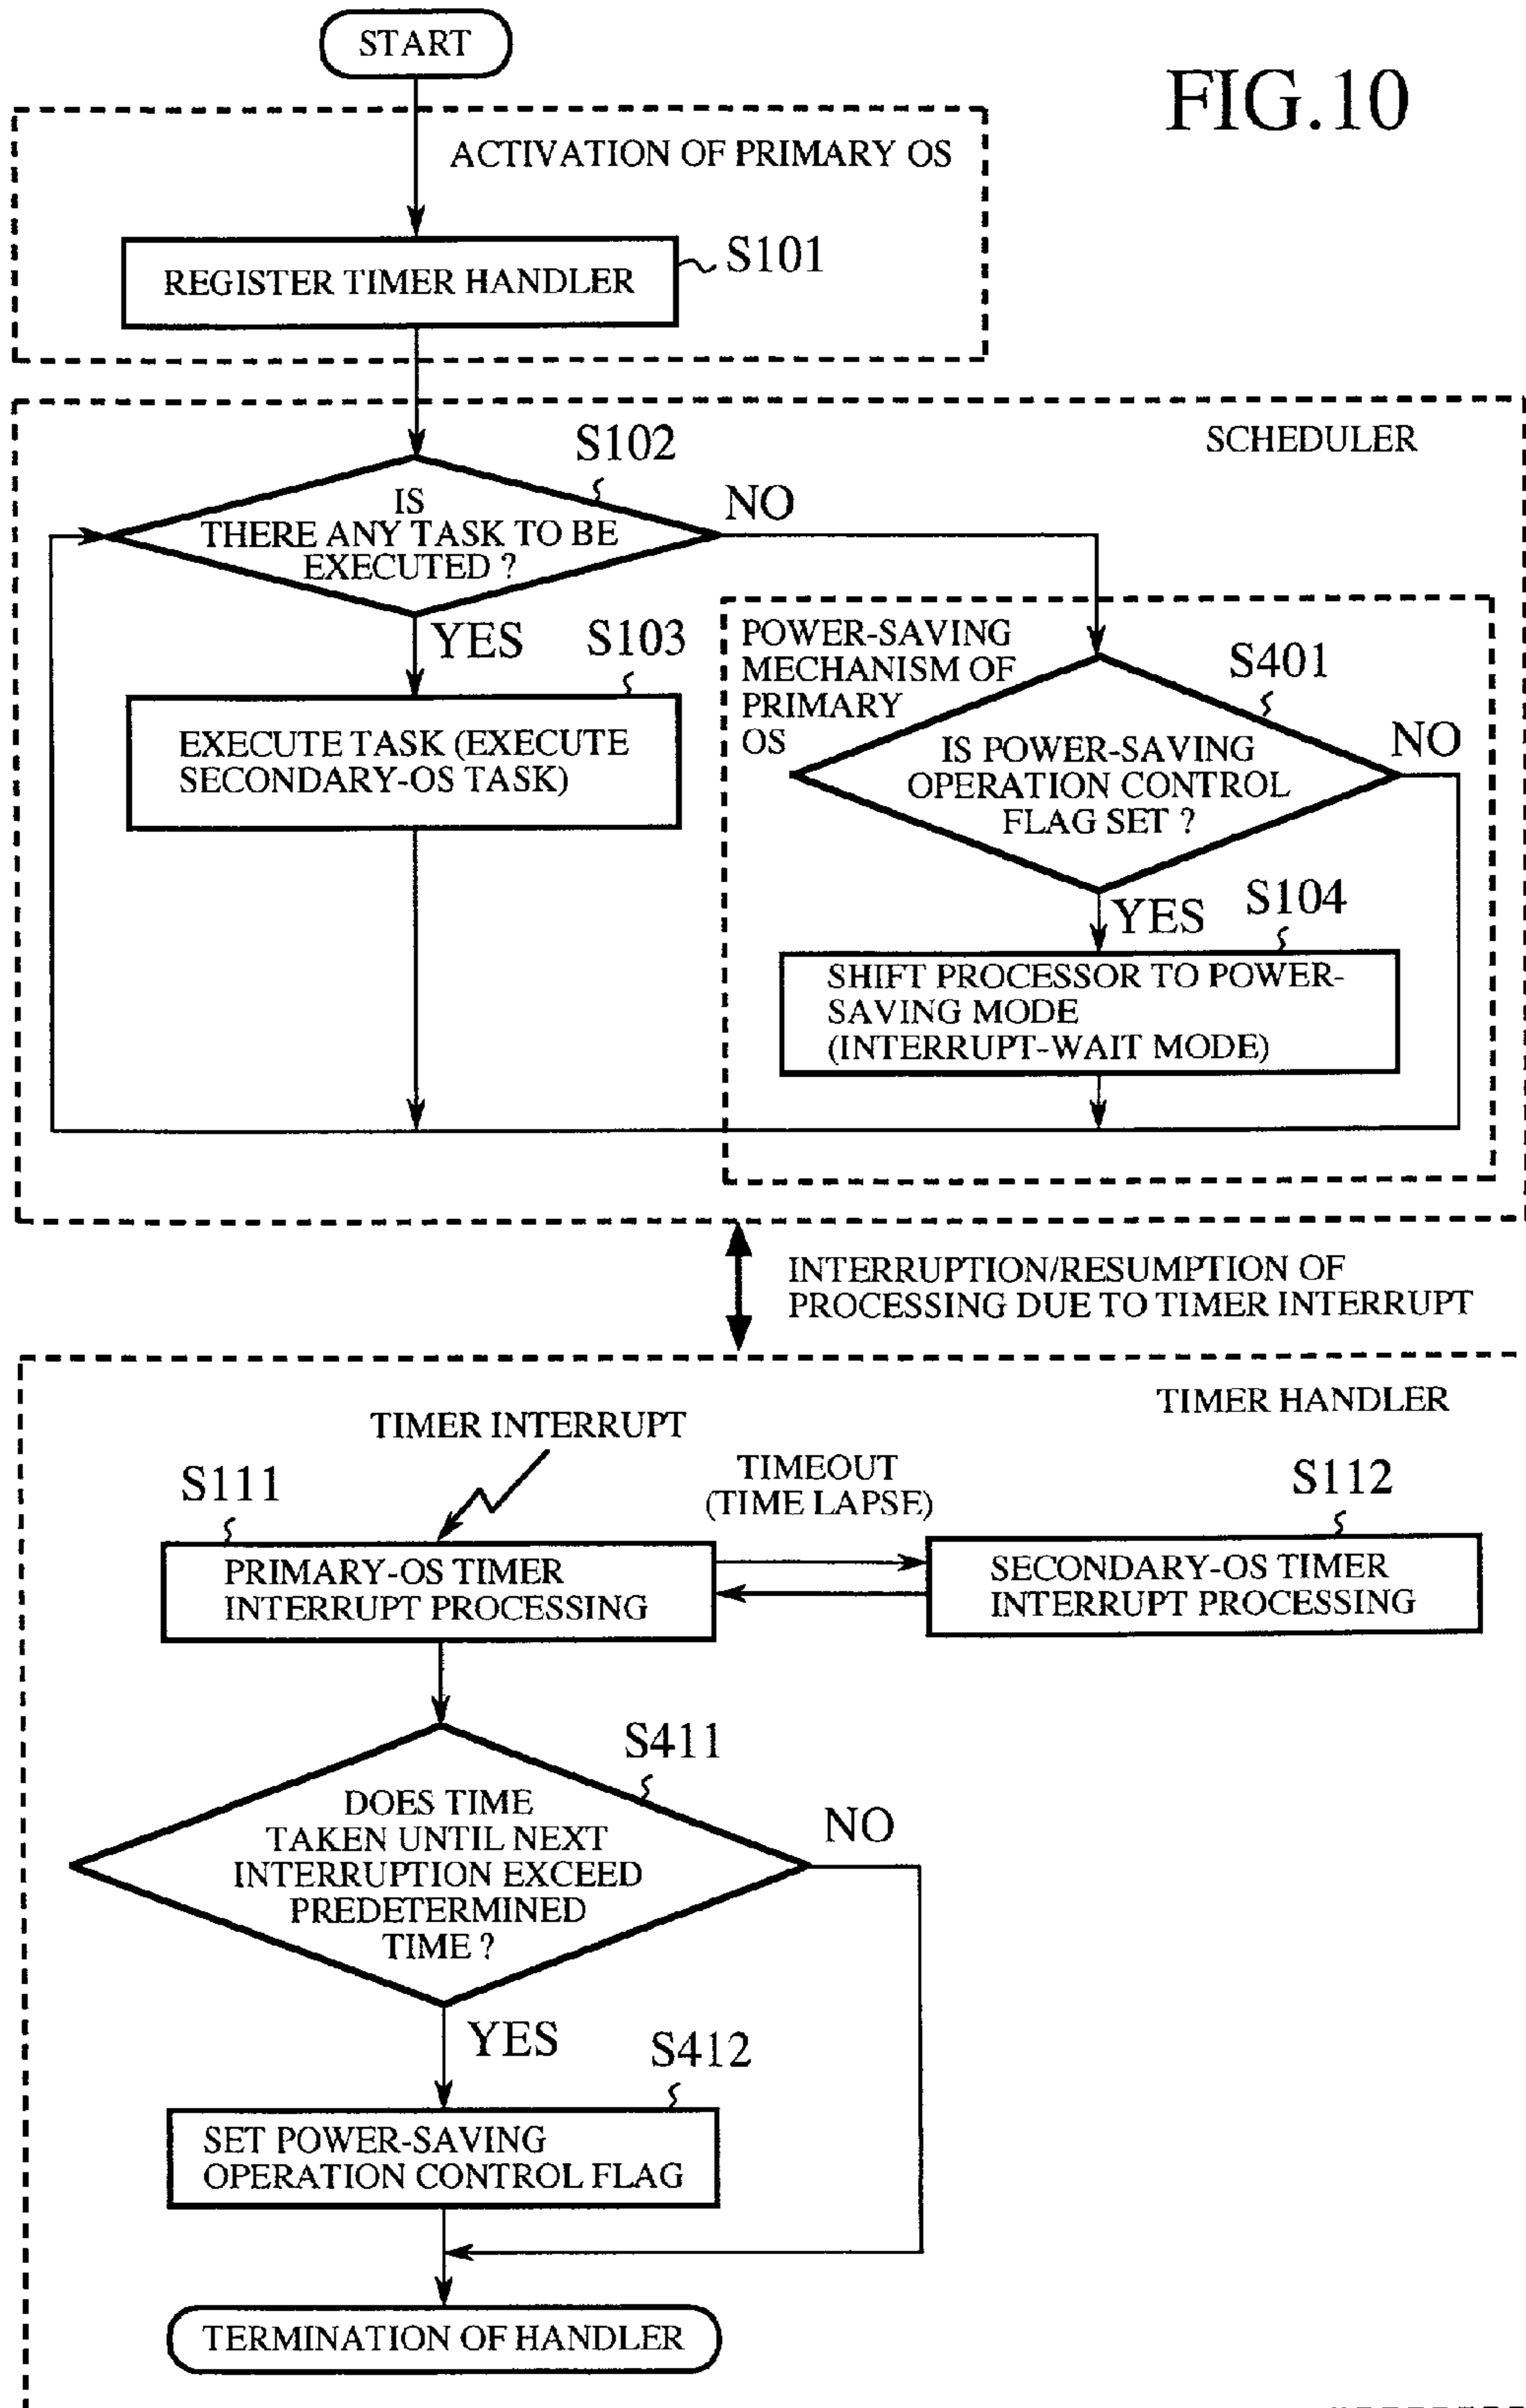 START
FIG.10
ACTIVATION OF PRIMARY OS
S101
REGISTER TIMER HANDLER
SCHEDULER
S102
IS
THERE ANY TASK TO BE
EXECUTED ?
NO
YES
S103
EXECUTE TASK (EXECUTE
SECONDARY-OS TASK)
POWER-SAVING
MECHANISM OF
PRIMARY
OS
S401
IS POWER-SAVING
OPERATION CONTROL
FLAG SET ?
NO
YES
S104
SHIFT PROCESSOR TO POWER-
SAVING MODE
(INTERRUPT-WAIT MODE)
INTERRUPTION/RESUMPTION OF
PROCESSING DUE TO TIMER INTERRUPT
TIMER HANDLER
TIMER INTERRUPT
S111
TIMEOUT
(TIME LAPSE)
S112
PRIMARY-OS TIMER
INTERRUPT PROCESSING
SECONDARY-OS TIMER
INTERRUPT PROCESSING
S411
DOES TIME
TAKEN UNTIL NEXT
INTERRUPTION EXCEED
PREDETERMINED
TIME ?
NO
YES
S412
SET POWER-SAVING
OPERATION CONTROL FLAG
TERMINATION OF HANDLER